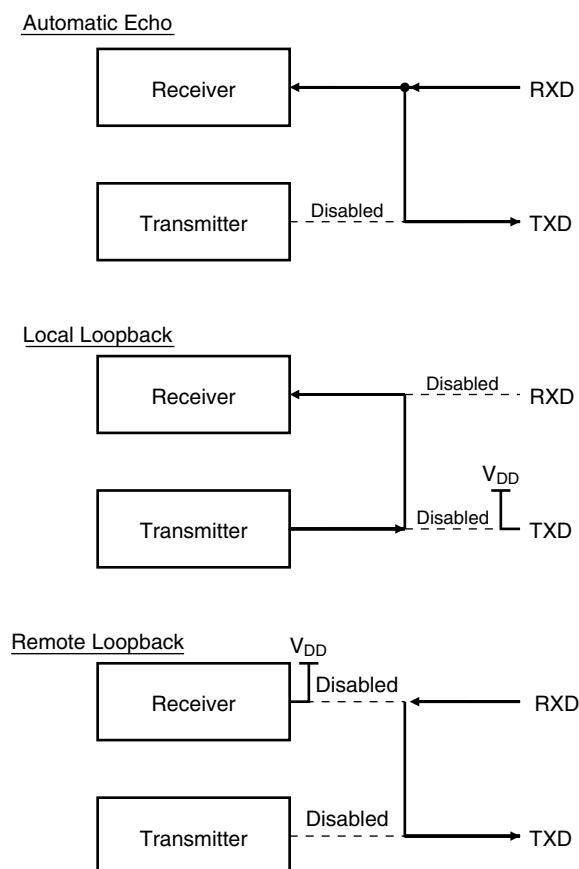 Automatic Echo
Receiver
RXD
Transmitter
Disabled
TXD
Local Loopback
Receiver
Disabled
RXD
VDD
Transmitter
Disabled
TXD
Remote Loopback
VDD
Receiver
Disabled
RXD
Transmitter
Disabled
TXD